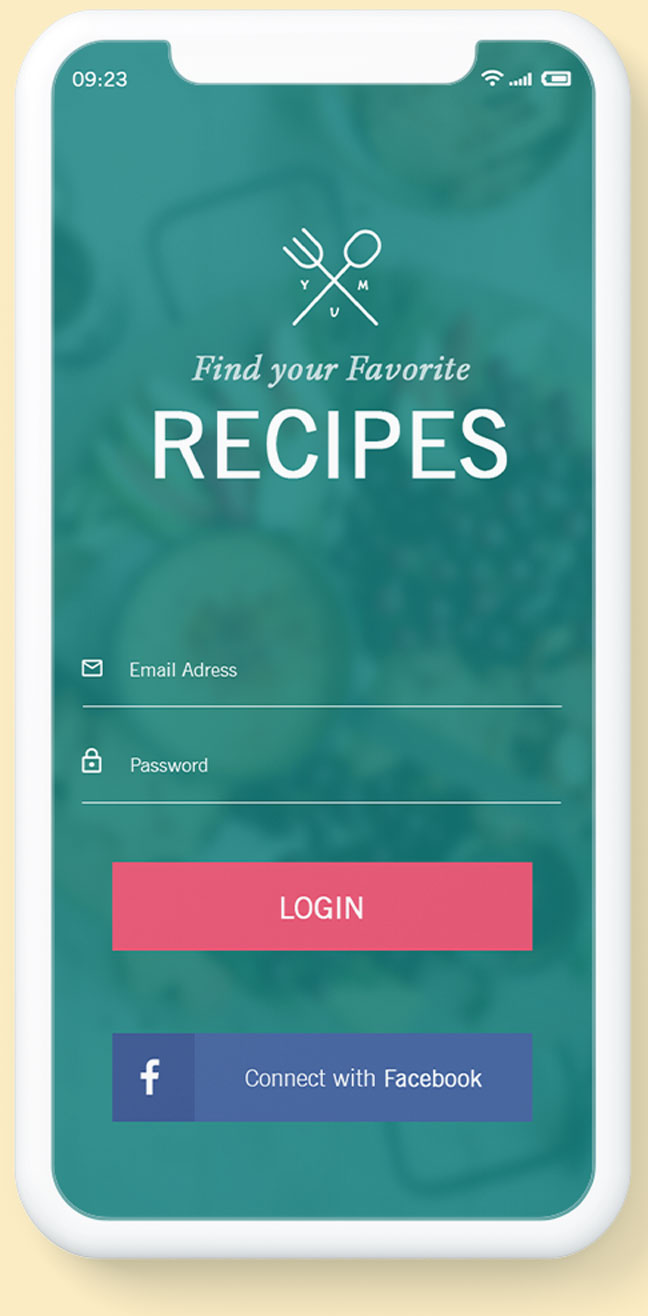 09:23
Y M
U
Find your Favorite
RECIPES
Email Adress
Password
LOGIN
f Connect with Facebook